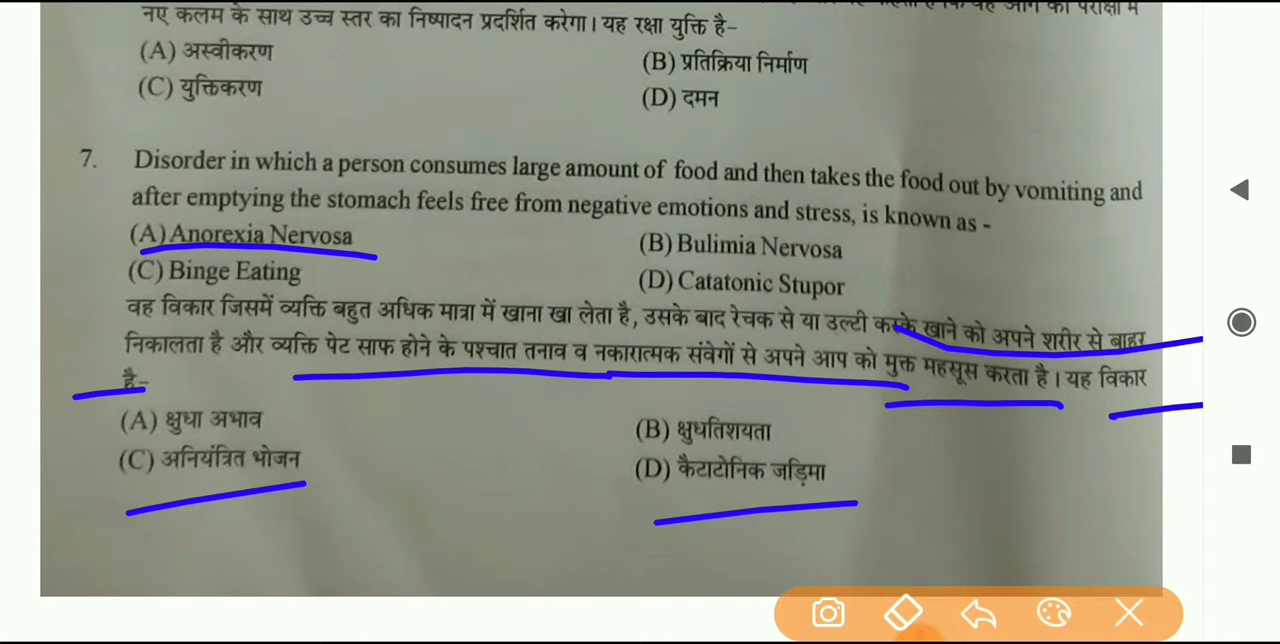 नए कलम के साथ उच्च स्तर का निष्पादन प्रदर्शित करेगा। यह रक्षा युक्ति है–
(A) अस्वीकरण
(B) प्रतिक्रिया निर्माण
(C) युक्तिकरण
(D) दमन
7. Disorder in which a person consumes large amount of food and then takes the food out by vomiting and
after emptying the stomach feels free from negative emotions and stress, is known as -
(A) Anorexia Nervosa
(B) Bulimia Nervosa
(C) Binge Eating
(D) Catatonic Stupor
वह विकार जिसमें व्यक्ति बहुत अधिक मात्रा में खाना खा लेता है, उसके बाद रेचक से या उल्टी करके खाने को अपने शरीर से बाहर
निकालता है और व्यक्ति पेट साफ होने के पश्चात तनाव व नकारात्मक संवेगों से अपने आप को मुक्त महसूस करता है। यह विकार
है–
(A) क्षुधा अभाव
(B) क्षुधतिशयता
(C) अनियंत्रित भोजन
(D) कैटाटोनिक जड़िमा